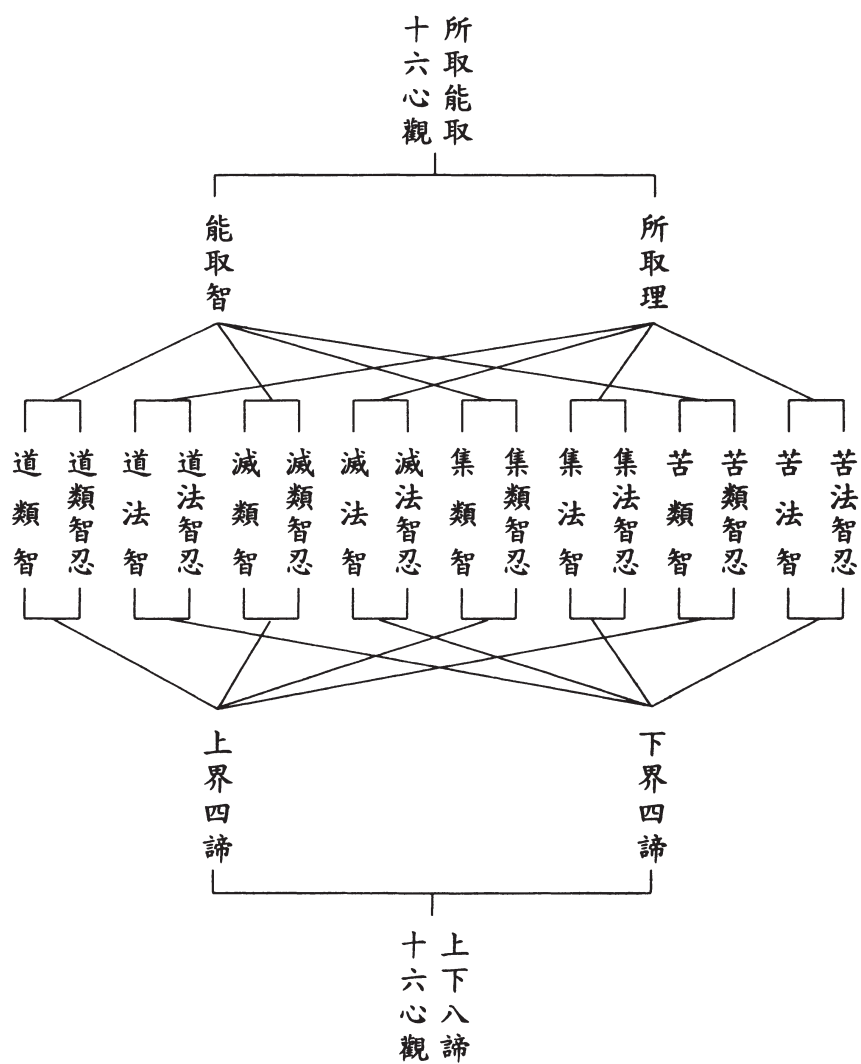 所取能取
十六心觀
所取理
能取智
苦法智忍
苦法智
苦類智忍
苦類智
集法智忍
集法智
集類智忍
集類智
滅法智忍
滅法智
滅類智忍
滅類智
道法智忍
道法智
道類智忍
道類智
下界四諦
上界四諦
上下八諦
十六心觀